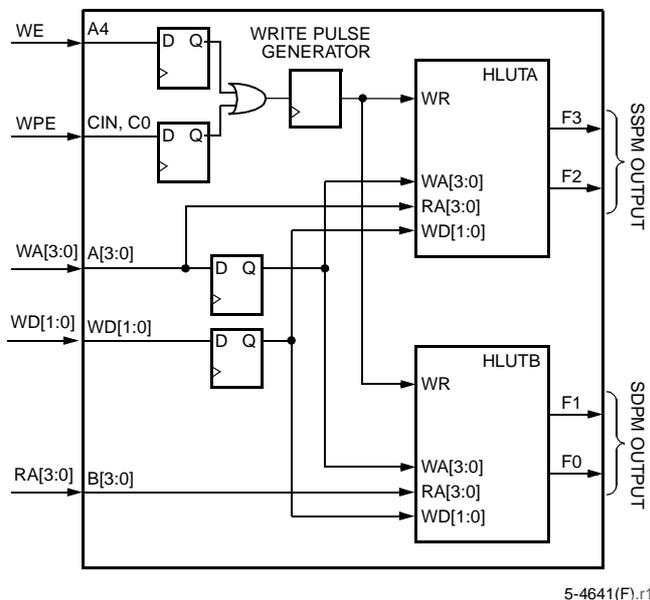 WE
A4
D Q
WRITE PULSE
GENERATOR
HLUTA
WR
WPE
CIN, C0
D Q
F3
F2
SSPM OUTPUT
WA[3:0]
RA[3:0]
WD[1:0]
WA[3:0]
A[3:0]
D Q
WD[1:0]
WD[1:0]
D Q
HLUTB
WR
F1
F0
SDPM OUTPUT
WA[3:0]
RA[3:0]
WD[1:0]
RA[3:0]
B[3:0]
5-4641(F).r1